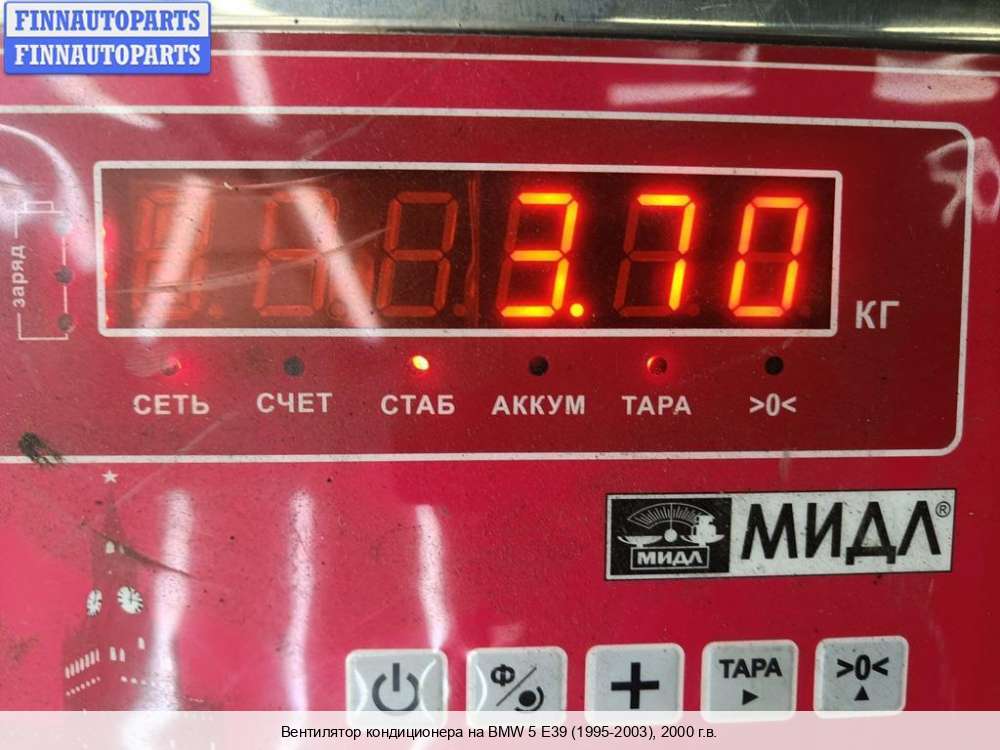 FINNAUTOPARTS
FINNAUTOPARTS
заряд
3.70
КГ
СЕТЬ СЧЕТ СТАБ АККУМ ТАРА >0<
МИДЛ МИДЛ®
Ф ТАРА >0<
Вентилятор кондиционера на BMW 5 E39 (1995-2003), 2000 г.в.